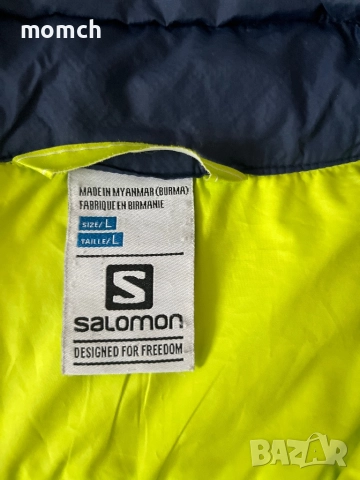 momch
MADE IN MYANMAR (BURMA)
FABRIQUE EN BIRMANIE
SIZE/L
TAILLE/L
S
SALOMON
DESIGNED FOR FREEDOM
BAZAR